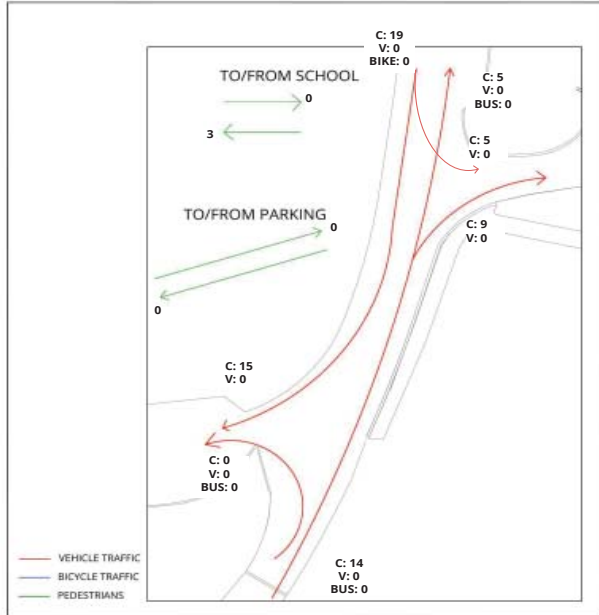 C: 19
V: 0
BIKE: 0
TO/FROM SCHOOL
0
3
C: 5
V: 0
BUS: 0
C: 5
V: 0
TO/FROM PARKING
0
0
C: 9
V: 0
C: 15
V: 0
C: 0
V: 0
BUS: 0
C: 14
V: 0
BUS: 0
VEHICLE TRAFFIC
BICYCLE TRAFFIC
PEDESTRIANS